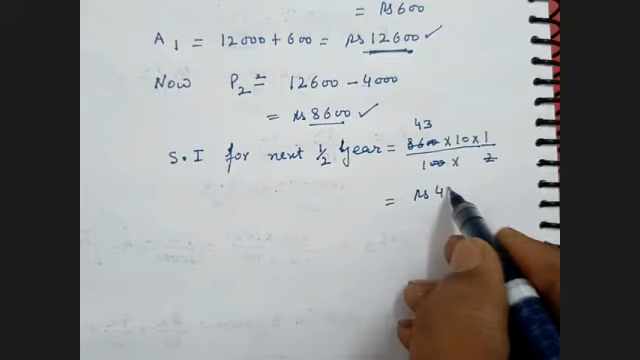 = Rs 600
A1 = 12000 + 600 = Rs 12600 ✓
Now P2 = 12600 - 4000
= Rs 8600 ✓
43
S.I for next 1/2 Year = 8600 × 10 × 1 / 100 × 2
= Rs 4